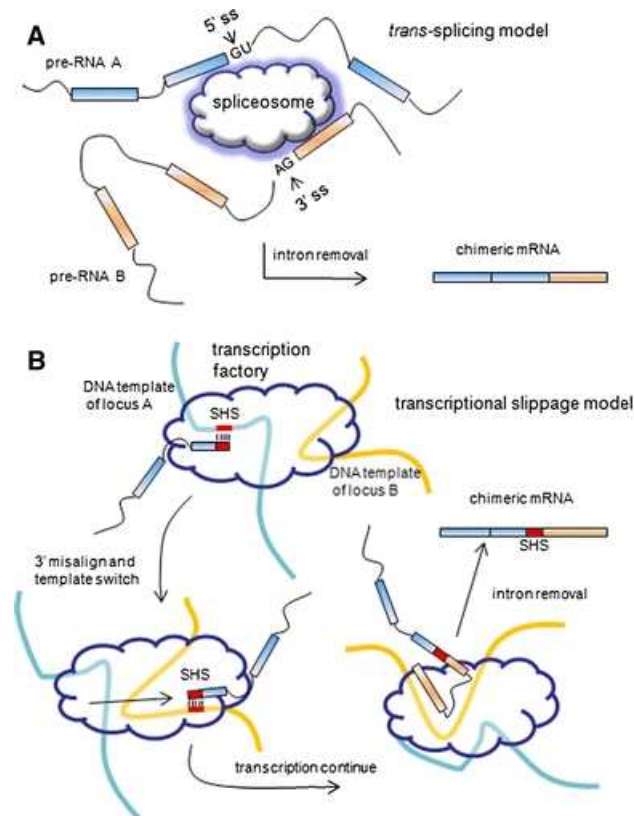 A
5' ss
GU
trans-splicing model
pre-RNA A
spliceosome
AG
3' ss
pre-RNA B
intron removal
chimeric mRNA
B
transcription
factory
DNA template
of locus A
SHS
transcriptional slippage model
DNA template
of locus B
chimeric mRNA
SHS
3' misalign and
template switch
intron removal
SHS
transcription continue